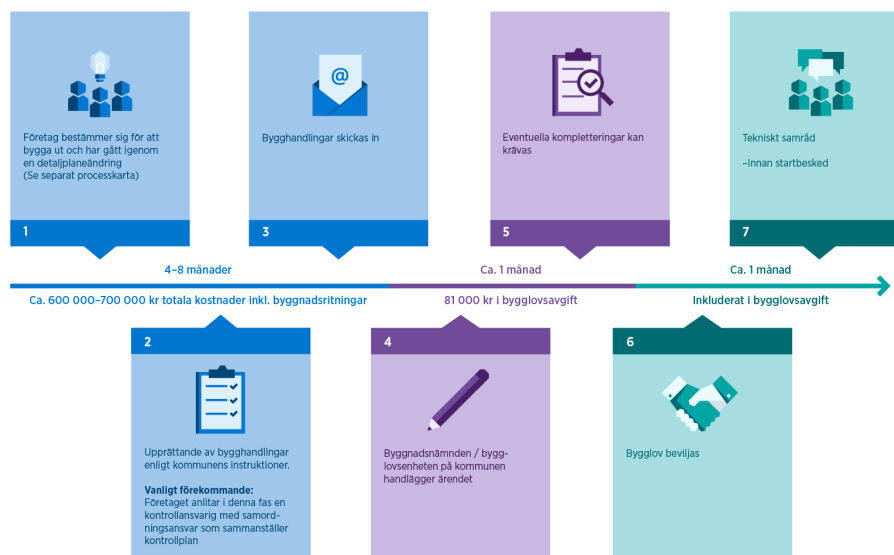 Företag bestämmer sig för att
bygga ut och har gått igenom
en detaljplaneändring
(Se separat processkarta)
1
@
Bygghandlingar skickas in
3
Eventuella kompletteringar kan
krävas
5
Tekniskt samråd
–Innan startbesked
7
4–8 månader
Ca. 1 månad
Ca. 1 månad
Ca. 600 000–700 000 kr totala kostnader inkl. byggnadsritningar
81 000 kr i bygglovsavgift
Inkluderat i bygglovsavgift
2
Upprättande av bygghandlingar
enligt kommunens instruktioner.
Vanligt förekommande:
Företaget anlitar i denna fas en
kontrollansvarig med samord-
ningsansvar som sammanställer
kontrollplan
4
Byggnadsnämnden / bygg-
lovsenheten på kommunen
handlägger ärendet
6
Bygglov beviljas